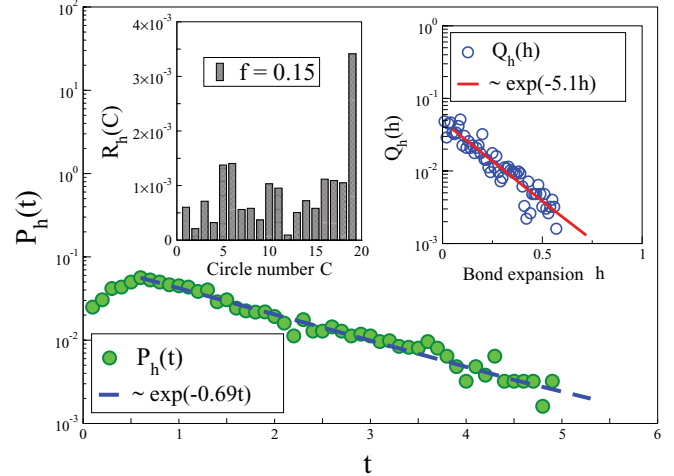 10^2
10^1
10^0
10^-1
10^-2
10^-3
P_h(t)
0 1 2 3 4 5 6
t
P_h(t)
~ exp(-0.69t)
4×10^-3
3×10^-3
2×10^-3
1×10^-3
0
R_h(C)
f = 0.15
0 5 10 15 20
Circle number C
10^0
10^-1
10^-2
10^-3
Q_h(h)
Q_h(h)
~ exp(-5.1h)
0 0.5 1
Bond expansion h